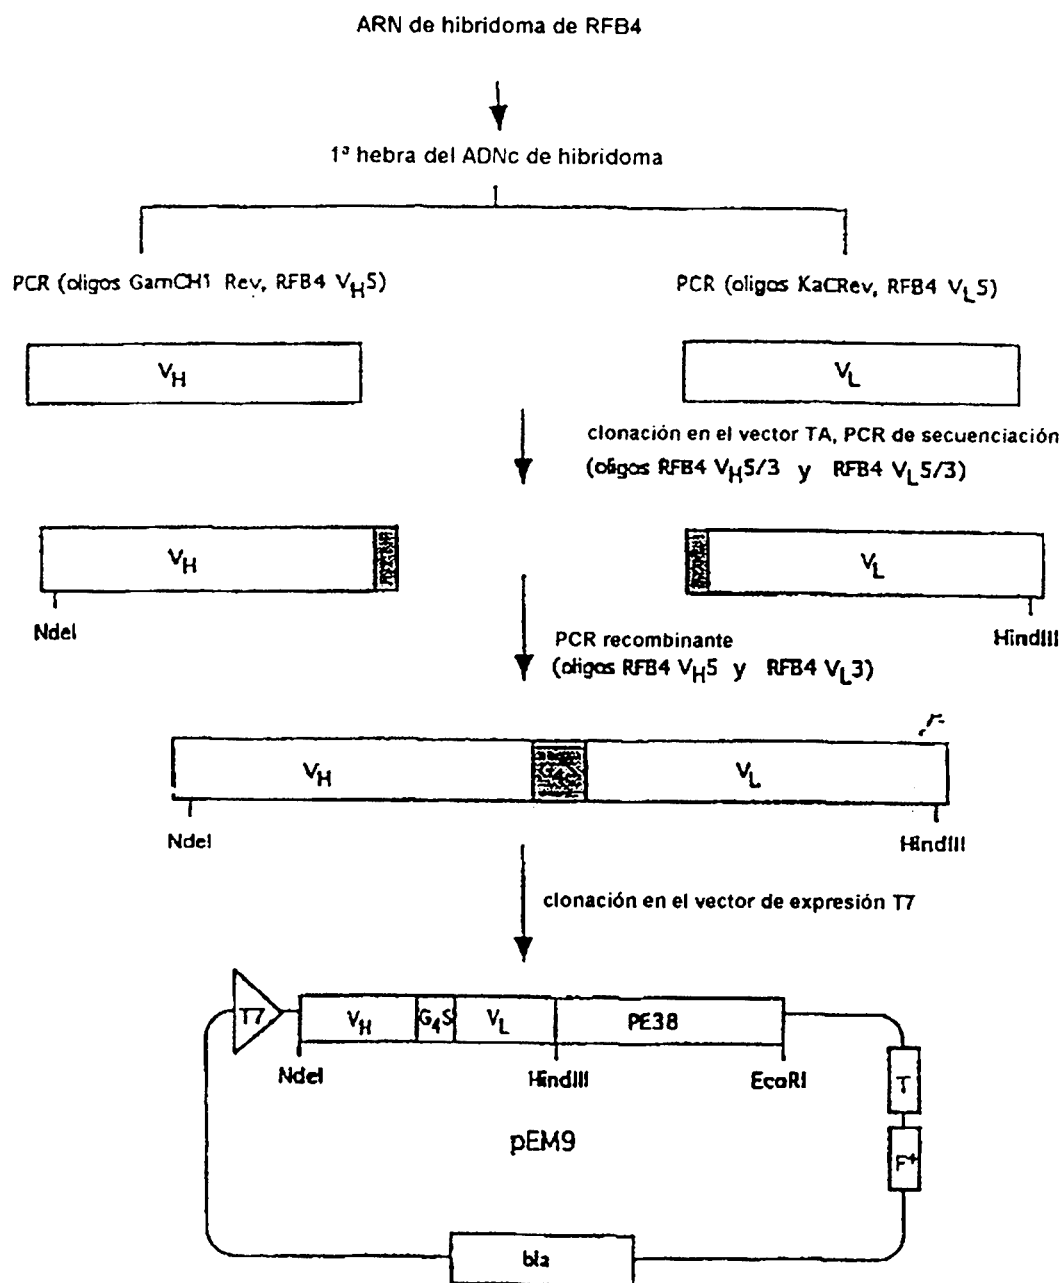 ARN de hibridoma de RFB4
1ª hebra del ADNc de hibridoma
PCR (oligos GamCH1 Rev, RFB4 VH5)
PCR (oligos KaCRev, RFB4 VL5)
VH
VL
clonación en el vector TA, PCR de secuenciación
(oligos RFB4 VH5/3 y RFB4 VL5/3)
VH
VL
NdeI
HindIII
PCR recombinante
(oligos RFB4 VH5 y RFB4 VL3)
VH
VL
NdeI
HindIII
clonación en el vector de expresión T7
T7
VH
G4S
VL
PE38
NdeI
HindIII
EcoRI
T
F+
pEM9
bla